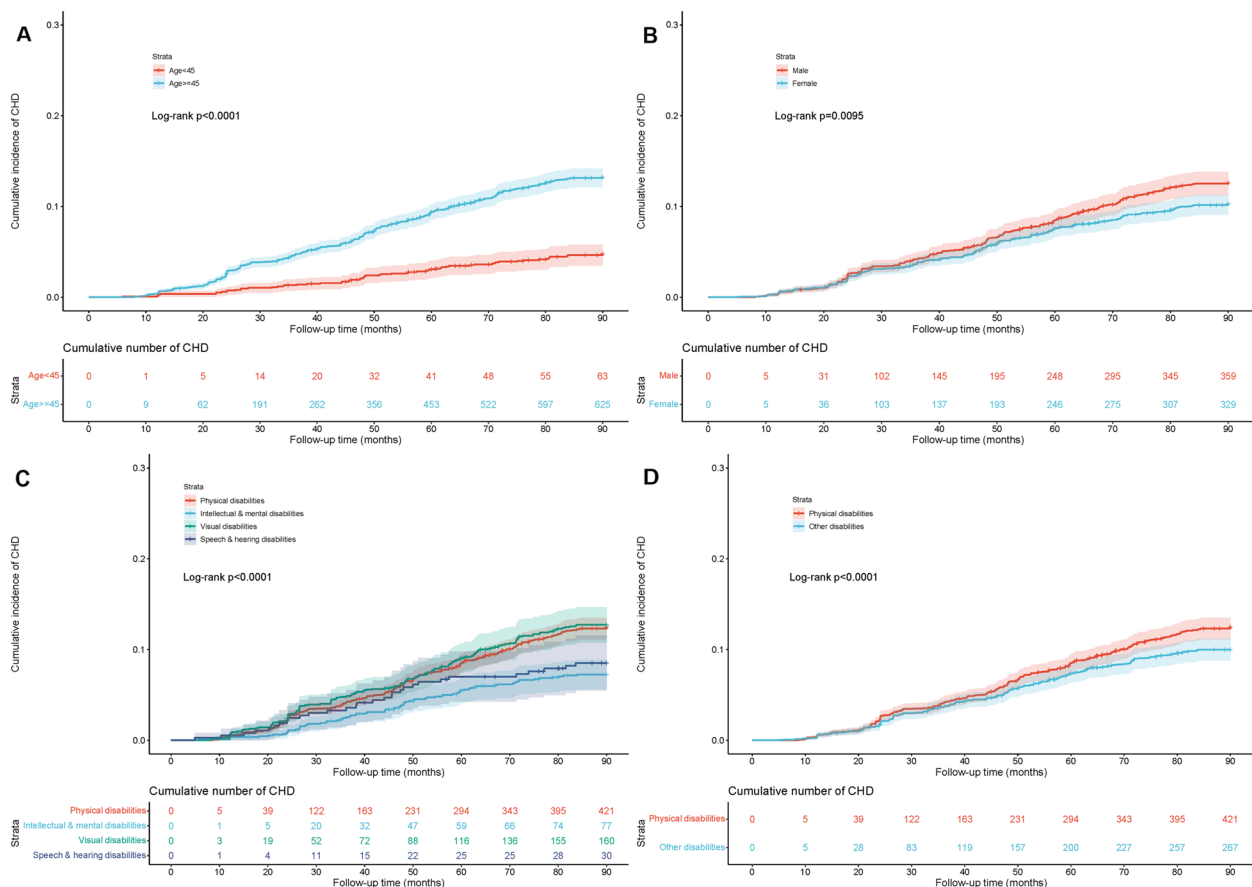 A
0.3
0.2
0.1
0.0
Cumulative incidence of CHD
Strata
Age<45
Age>=45
Log-rank p<0.0001
0 10 20 30 40 50 60 70 80 90
Follow-up time (months)
Cumulative number of CHD
Strata
Age<45 0 1 5 14 20 32 41 48 55 63
Age>=45 0 9 62 191 262 356 453 522 597 625
0 10 20 30 40 50 60 70 80 90
Follow-up time (months)
B
0.3
0.2
0.1
0.0
Cumulative incidence of CHD
Strata
Male
Female
Log-rank p=0.0095
0 10 20 30 40 50 60 70 80 90
Follow-up time (months)
Cumulative number of CHD
Strata
Male 0 5 31 102 145 195 248 295 345 359
Female 0 5 36 103 137 193 246 275 307 329
0 10 20 30 40 50 60 70 80 90
Follow-up time (months)
C
0.3
0.2
0.1
0.0
Cumulative incidence of CHD
Strata
Physical disabilities
Intellectual & mental disabilities
Visual disabilities
Speech & hearing disabilities
Log-rank p<0.0001
0 10 20 30 40 50 60 70 80 90
Follow-up time (months)
Cumulative number of CHD
Strata
Physical disabilities 0 5 39 122 163 231 294 343 395 421
Intellectual & mental disabilities 0 1 5 20 32 47 59 66 74 77
Visual disabilities 0 3 19 52 72 88 116 136 155 160
Speech & hearing disabilities 0 1 4 11 15 22 25 25 28 30
0 10 20 30 40 50 60 70 80 90
Follow-up time (months)
D
0.3
0.2
0.1
0.0
Cumulative incidence of CHD
Strata
Physical disabilities
Other disabilities
Log-rank p<0.0001
0 10 20 30 40 50 60 70 80 90
Follow-up time (months)
Cumulative number of CHD
Strata
Physical disabilities 0 5 39 122 163 231 294 343 395 421
Other disabilities 0 5 28 83 119 157 200 227 257 267
0 10 20 30 40 50 60 70 80 90
Follow-up time (months)